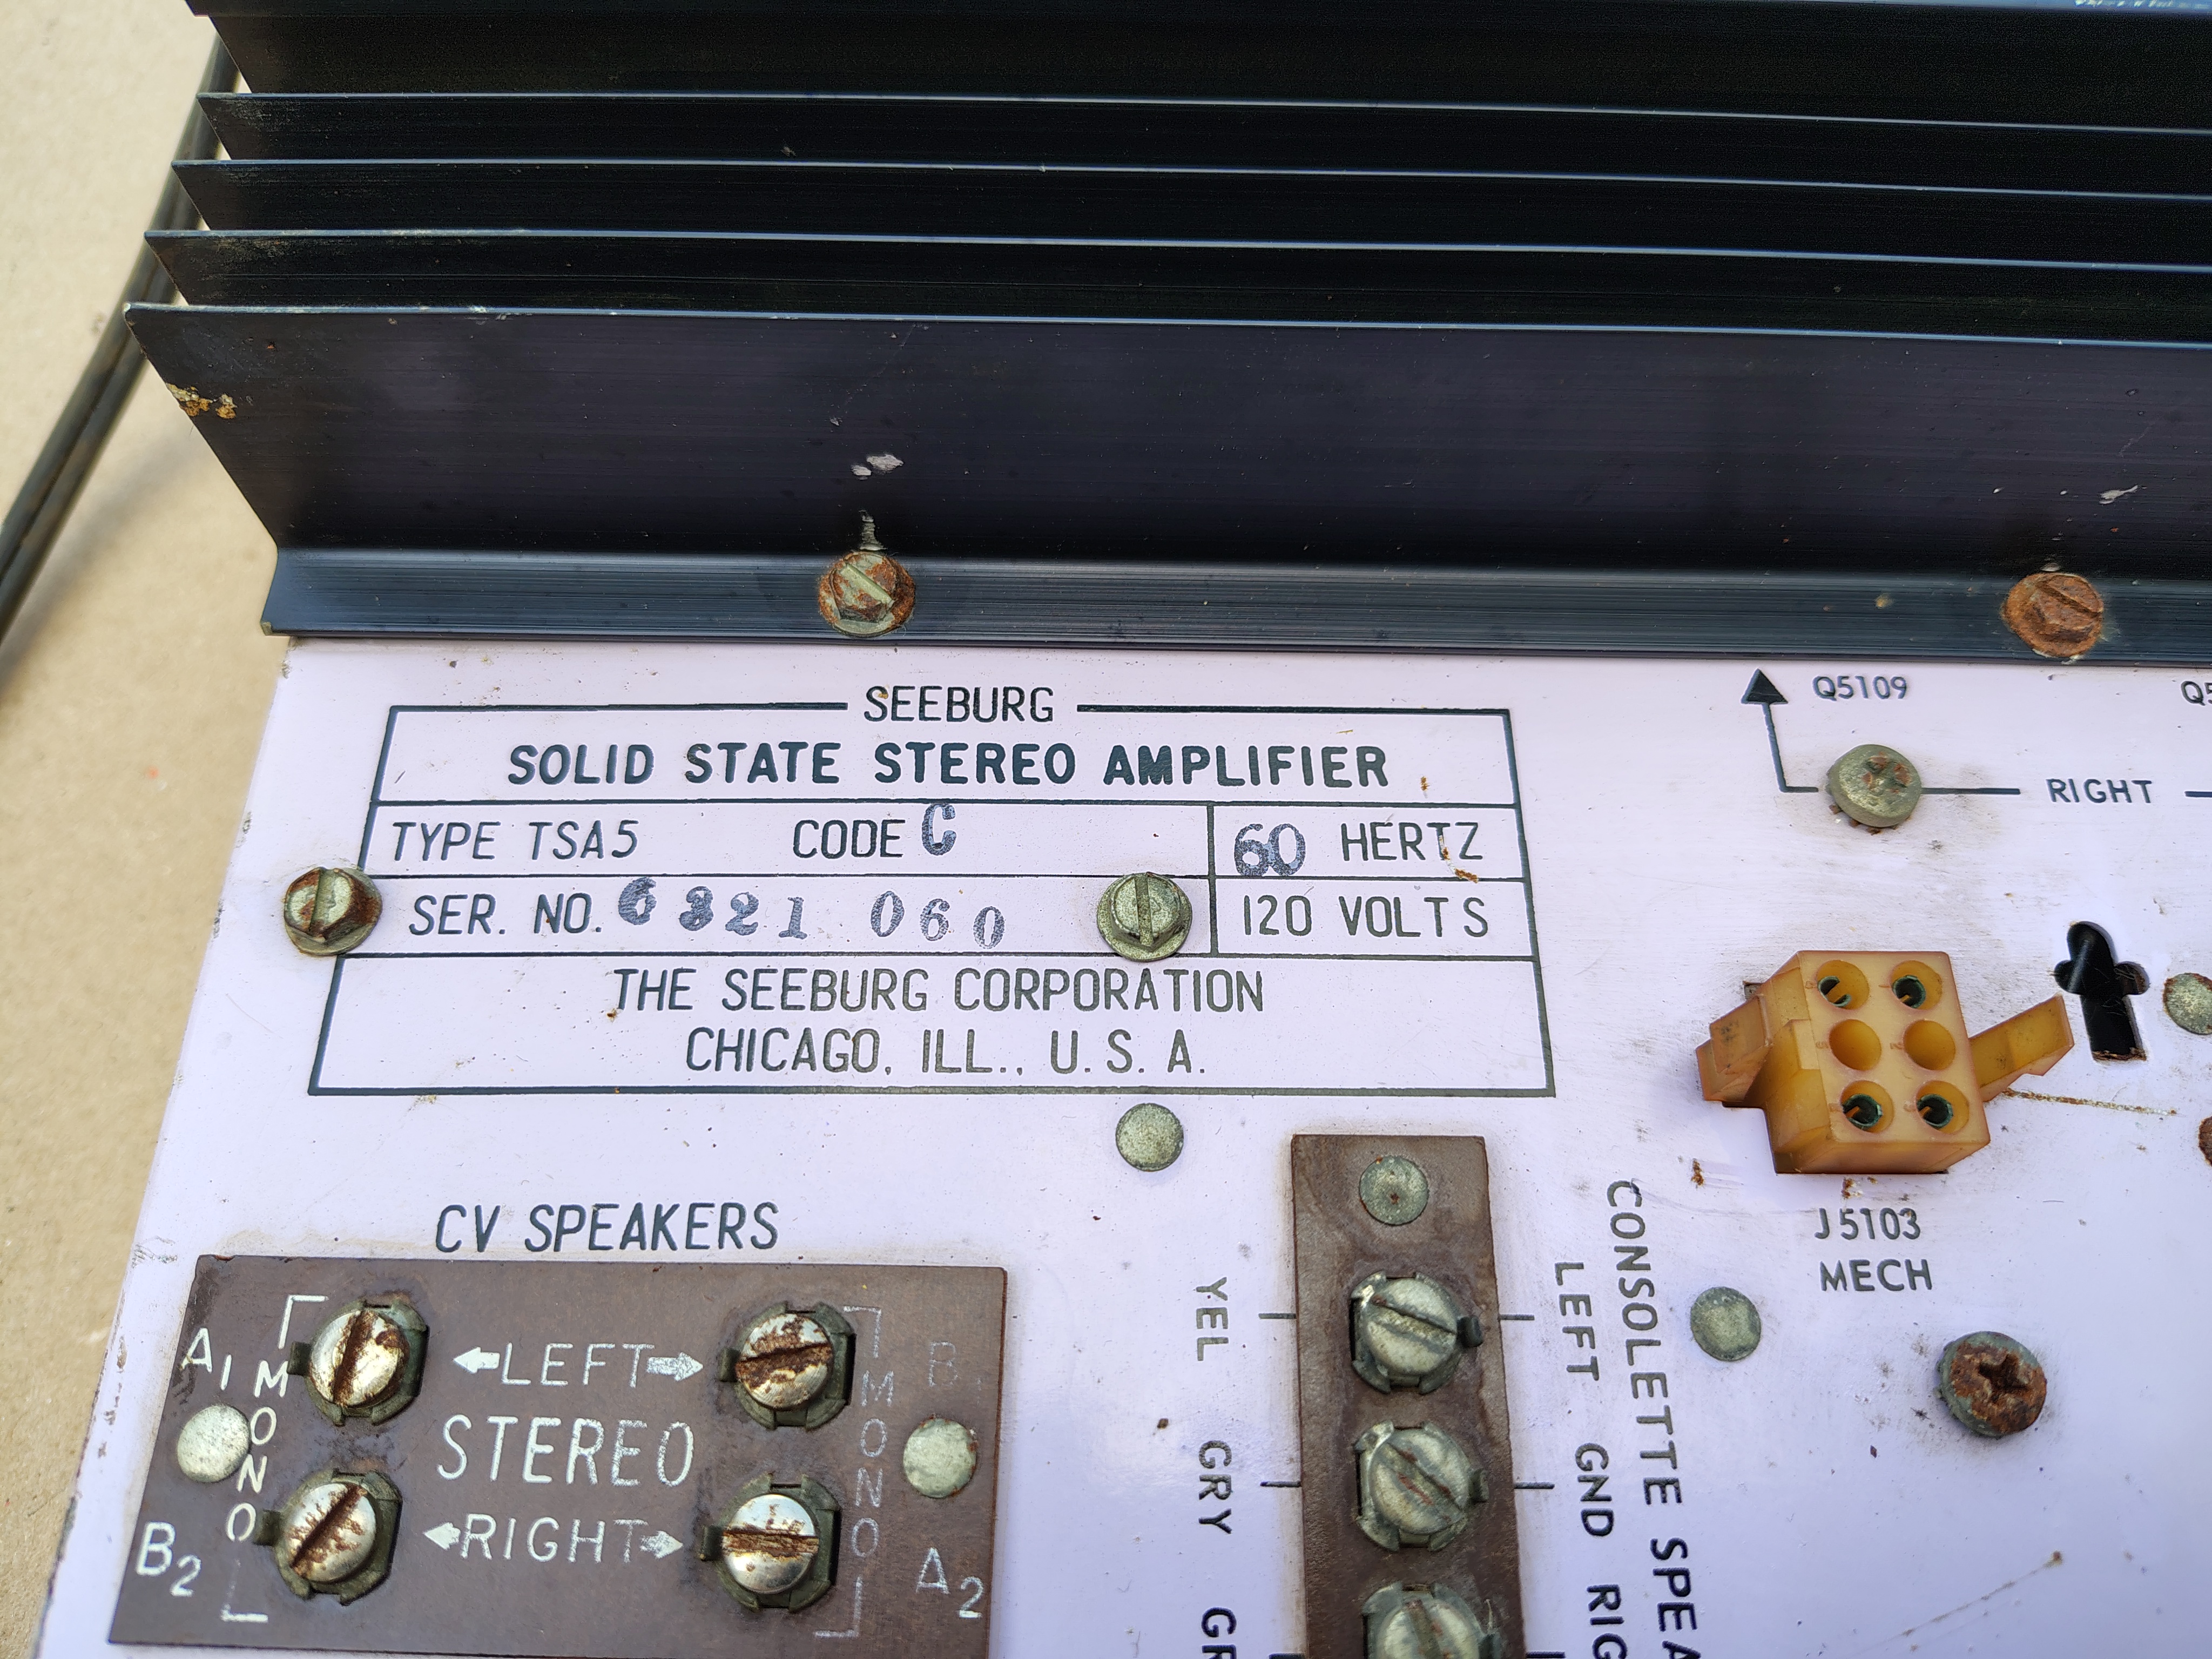 SEEBURG
SOLID STATE STEREO AMPLIFIER
TYPE TSA5 CODE C 60 HERTZ
SER. NO. 6321 060 120 VOLTS
THE SEEBURG CORPORATION
CHICAGO, ILL., U. S. A.
Q5109
RIGHT
J5103
MECH
CV SPEAKERS
A1 MONO LEFT MONO B
STEREO
B2 RIGHT A2
YEL
GRY
LEFT
GND
CONSOLETTE